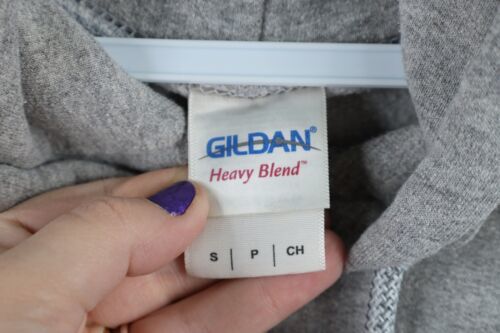 GILDAN®
Heavy Blend™
S | P | CH